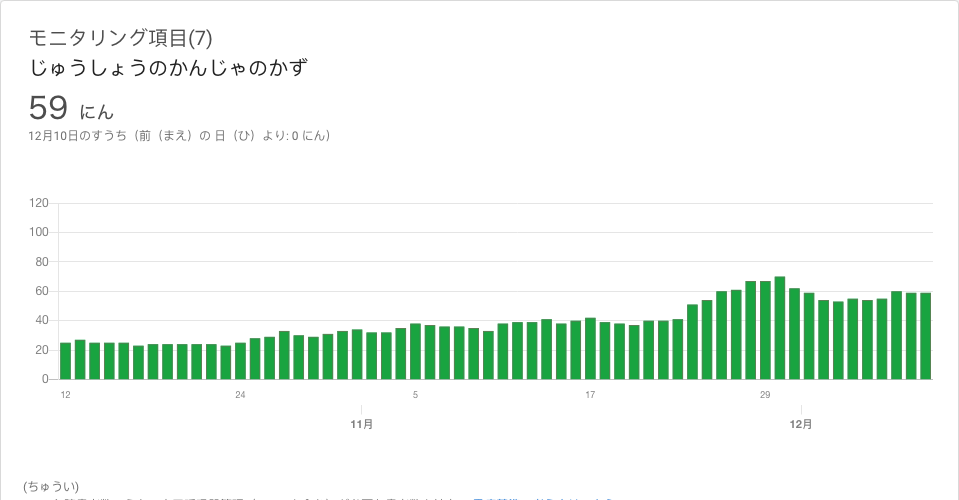 モニタリング項目(7)
じゅうしょうのかんじゃのかず
59 にん
12月10日のすうち（前（まえ）の 日（ひ）より: 0 にん）
120
100
80
60
40
20
0
12 24 5 17 29
11月 12月
(ちゅうい)